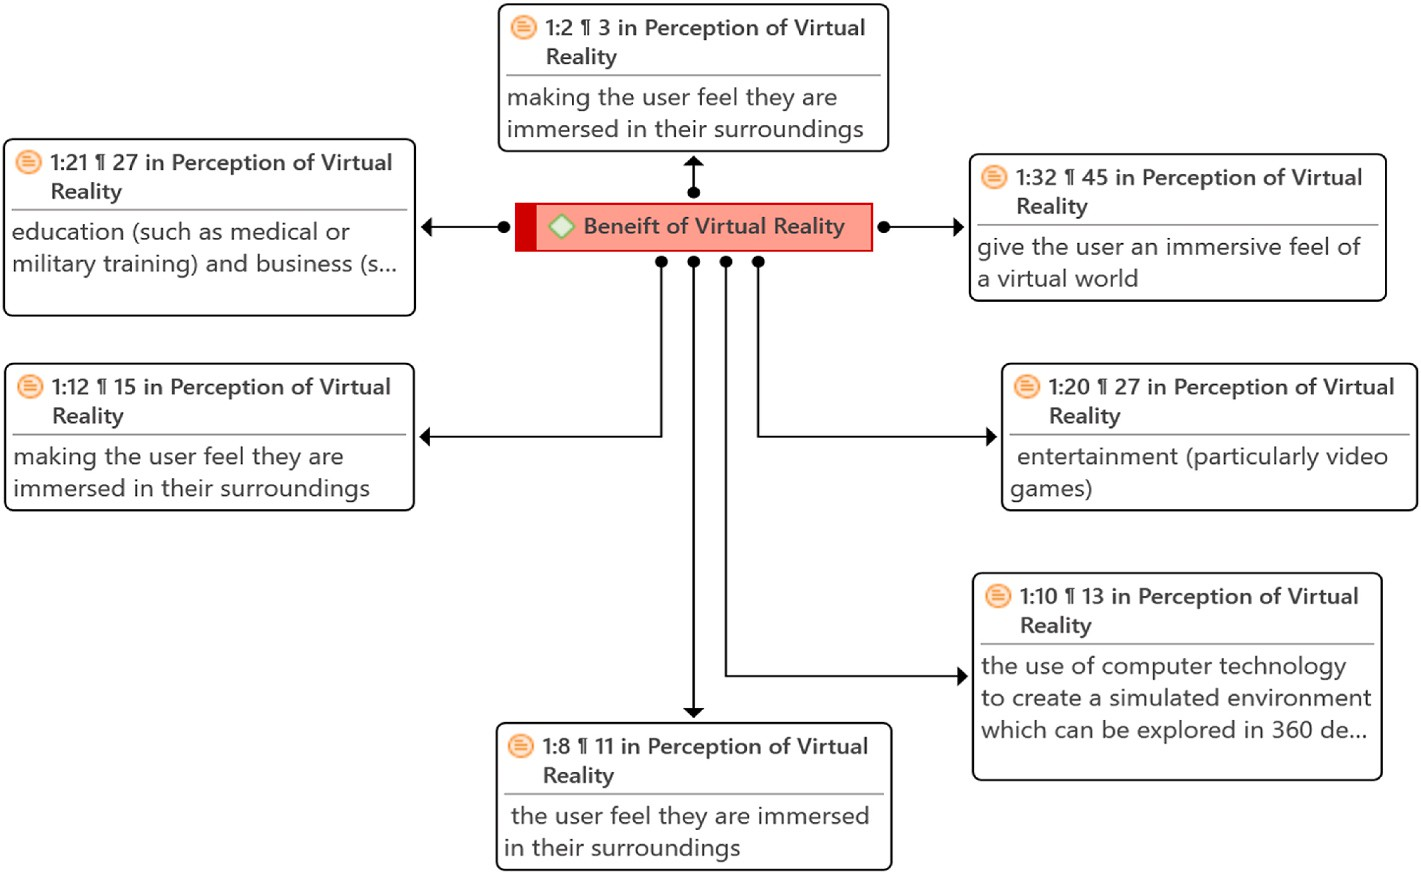 1:2 ¶ 3 in Perception of Virtual
Reality
making the user feel they are
immersed in their surroundings
1:21 ¶ 27 in Perception of Virtual
Reality
education (such as medical or
military training) and business (s...
Beneift of Virtual Reality
1:32 ¶ 45 in Perception of Virtual
Reality
give the user an immersive feel of
a virtual world
1:12 ¶ 15 in Perception of Virtual
Reality
making the user feel they are
immersed in their surroundings
1:20 ¶ 27 in Perception of Virtual
Reality
entertainment (particularly video
games)
1:10 ¶ 13 in Perception of Virtual
Reality
the use of computer technology
to create a simulated environment
which can be explored in 360 de...
1:8 ¶ 11 in Perception of Virtual
Reality
the user feel they are immersed
in their surroundings